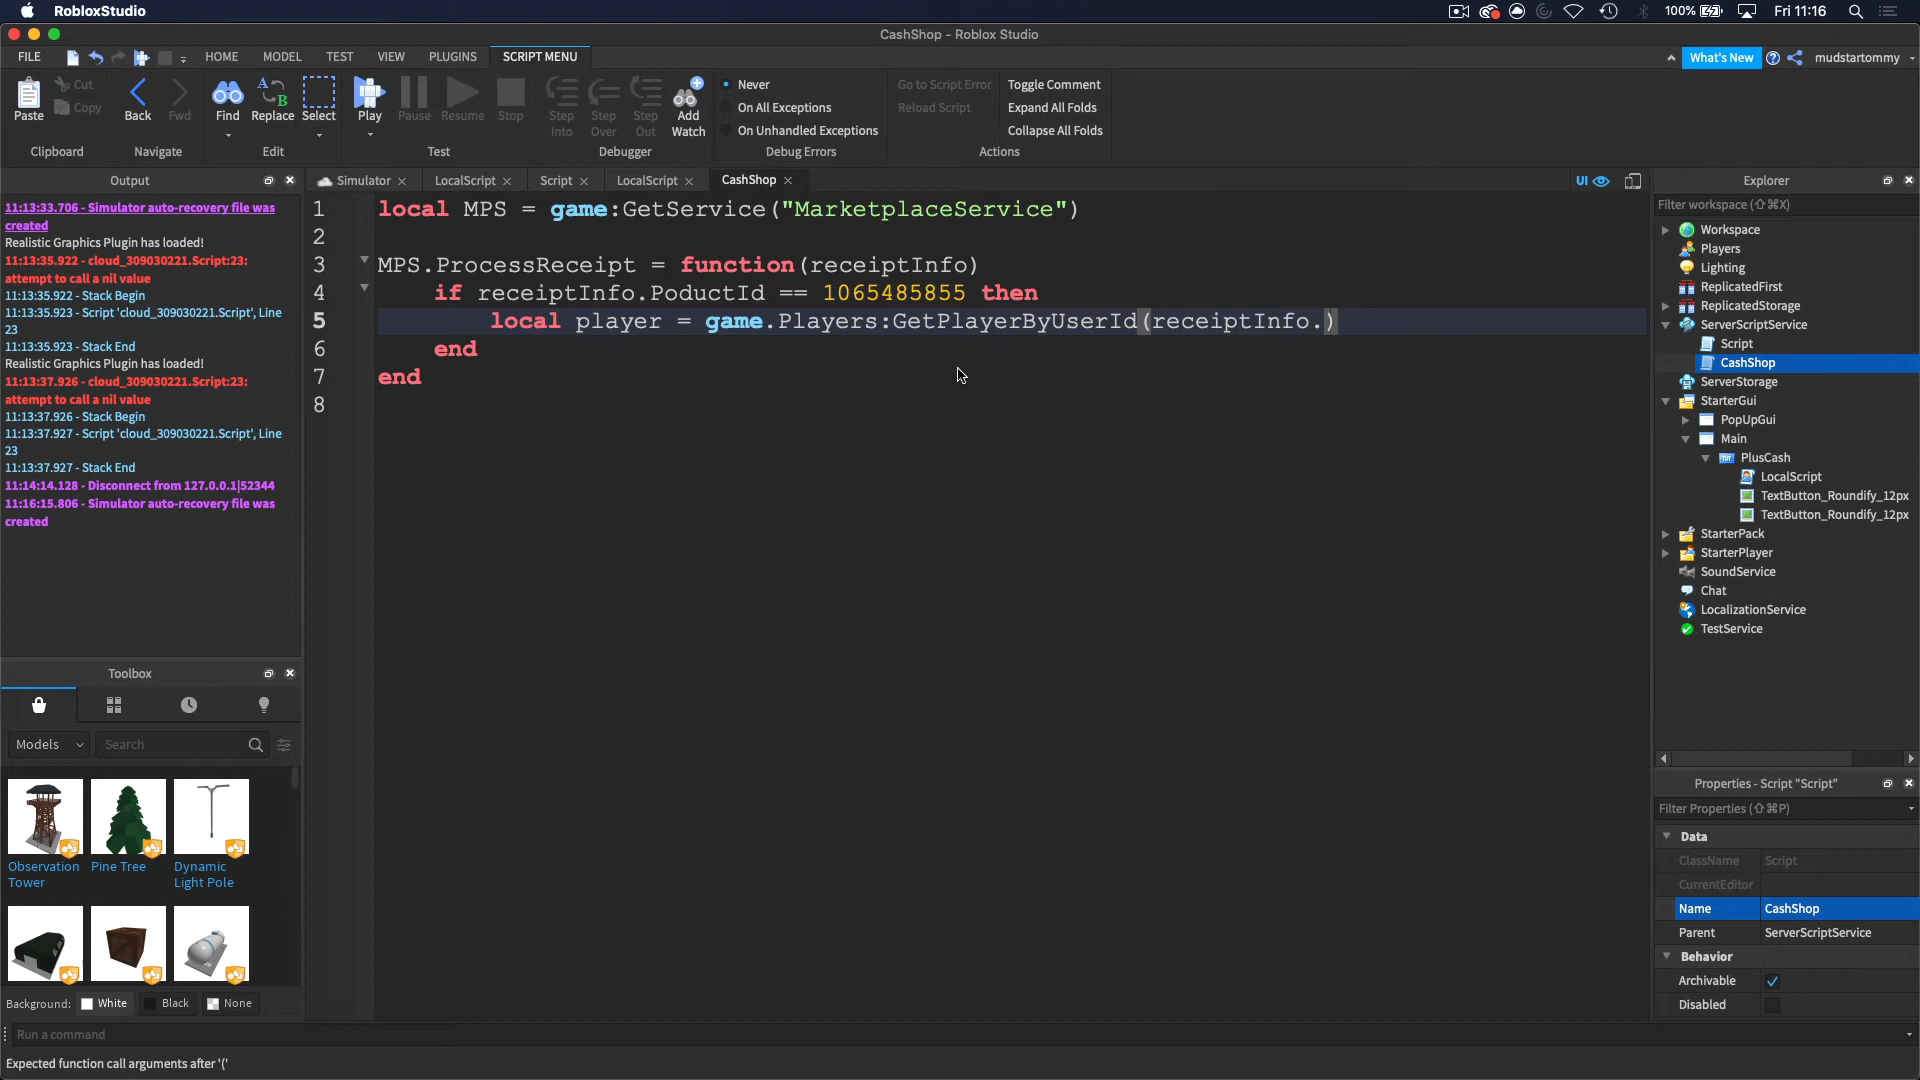 RobloxStudio
100%
Fri 11:16
CashShop - Roblox Studio
FILE
HOME
MODEL
TEST
VIEW
PLUGINS
SCRIPT MENU
What's New
mudstartommy
Paste
Cut
Copy
Clipboard
Back
Fwd
Navigate
Find
Replace
Select
Edit
Play
Pause
Resume
Stop
Test
Step Into
Step Over
Step Out
Add Watch
Debugger
Never
On All Exceptions
On Unhandled Exceptions
Debug Errors
Go to Script Error
Reload Script
Toggle Comment
Expand All Folds
Collapse All Folds
Actions
Output
11:13:33.706 - Simulator auto-recovery file was
created
Realistic Graphics Plugin has loaded!
11:13:35.922 - cloud_309030221.Script:23:
attempt to call a nil value
11:13:35.922 - Stack Begin
11:13:35.923 - Script 'cloud_309030221.Script', Line
23
11:13:35.923 - Stack End
Realistic Graphics Plugin has loaded!
11:13:37.926 - cloud_309030221.Script:23:
attempt to call a nil value
11:13:37.926 - Stack Begin
11:13:37.927 - Script 'cloud_309030221.Script', Line
23
11:13:37.927 - Stack End
11:14:14.128 - Disconnect from 127.0.0.1|52344
11:16:15.806 - Simulator auto-recovery file was
created
Simulator
LocalScript
Script
LocalScript
CashShop
UI
1 local MPS = game:GetService("MarketplaceService")
2
3 MPS.ProcessReceipt = function(receiptInfo)
4 if receiptInfo.PoductId == 1065485855 then
5 local player = game.Players:GetPlayerByUserId(receiptInfo.)
6 end
7 end
8
Explorer
Filter workspace (⇧⌘X)
Workspace
Players
Lighting
ReplicatedFirst
ReplicatedStorage
ServerScriptService
Script
CashShop
ServerStorage
StarterGui
PopUpGui
Main
PlusCash
LocalScript
TextButton_Roundify_12px
TextButton_Roundify_12px
StarterPack
StarterPlayer
SoundService
Chat
LocalizationService
TestService
Toolbox
Models
Search
Observation
Tower
Pine Tree
Dynamic
Light Pole
Background:
White
Black
None
Properties - Script "Script"
Filter Properties (⇧⌘P)
Data
ClassName Script
CurrentEditor
Name CashShop
Parent ServerScriptService
Behavior
Archivable
Disabled
Run a command
Expected function call arguments after '('